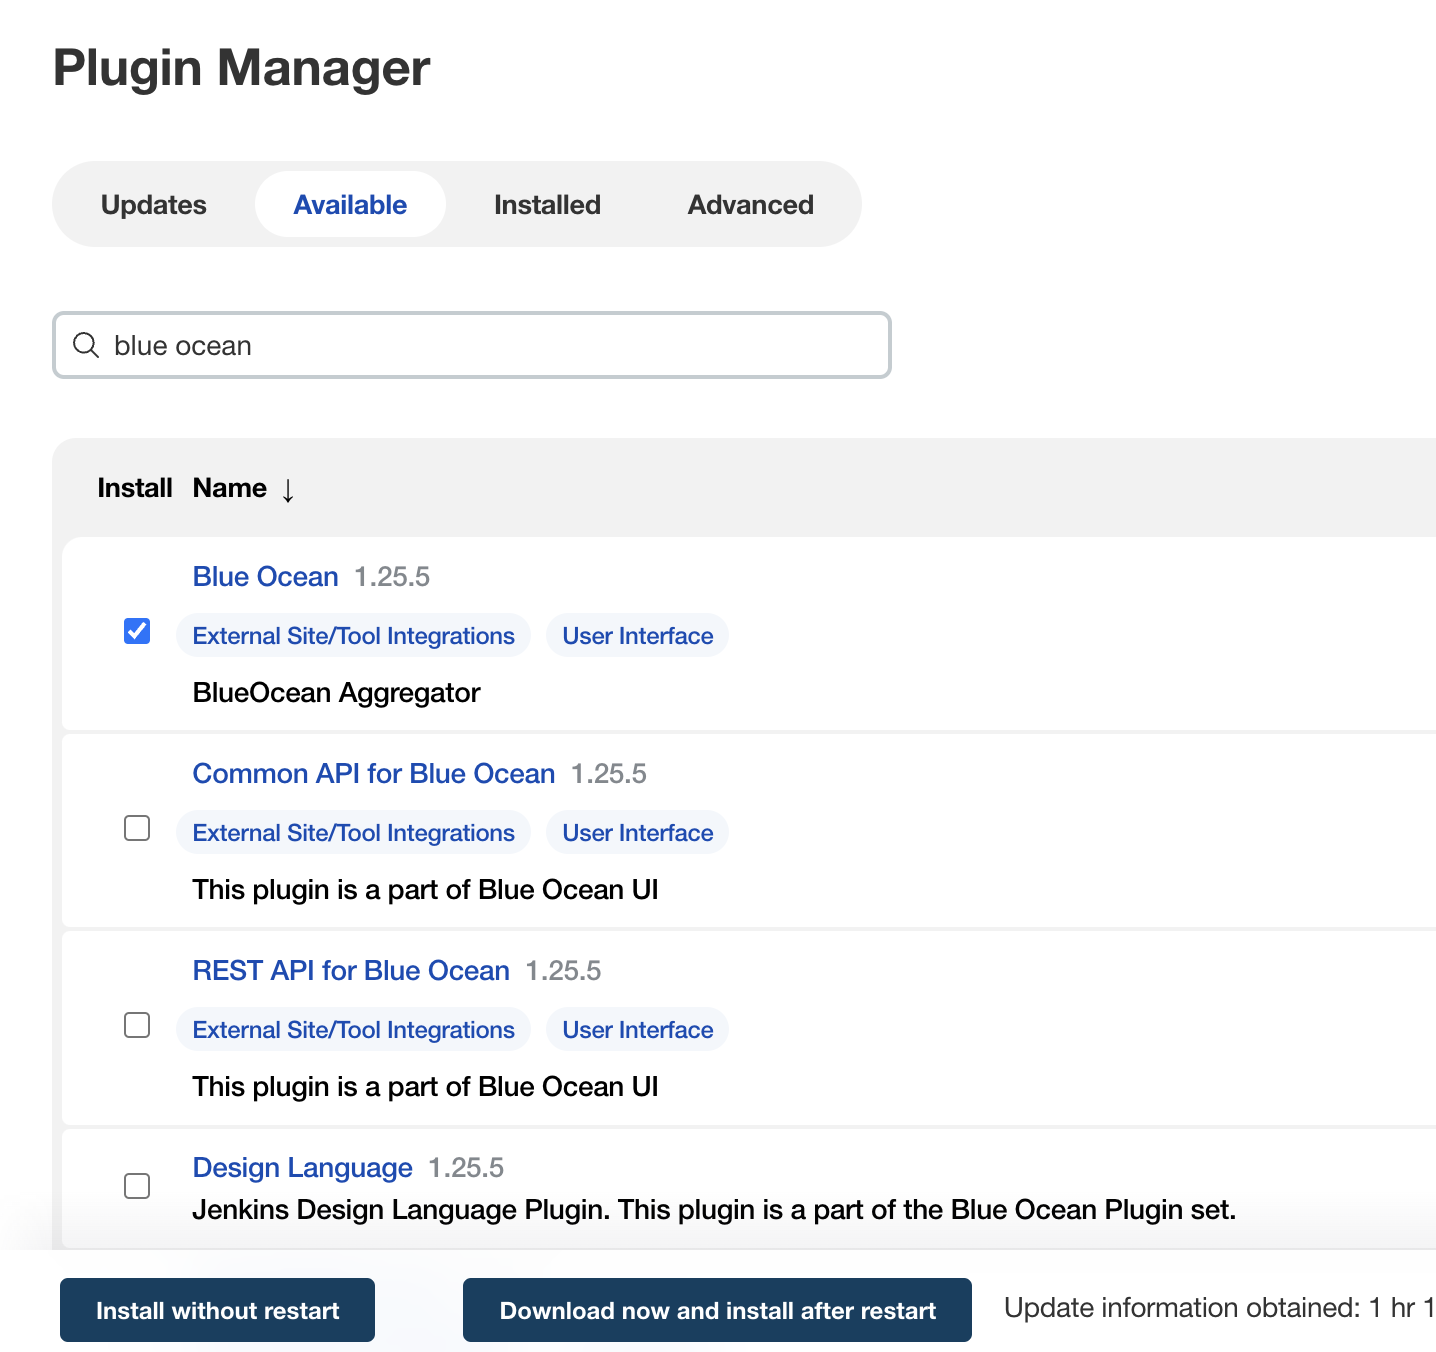 Plugin Manager
Updates Available Installed Advanced
blue ocean
Install Name ↓
Blue Ocean 1.25.5
External Site/Tool Integrations User Interface
BlueOcean Aggregator
Common API for Blue Ocean 1.25.5
External Site/Tool Integrations User Interface
This plugin is a part of Blue Ocean UI
REST API for Blue Ocean 1.25.5
External Site/Tool Integrations User Interface
This plugin is a part of Blue Ocean UI
Design Language 1.25.5
Jenkins Design Language Plugin. This plugin is a part of the Blue Ocean Plugin set.
Install without restart Download now and install after restart Update information obtained: 1 hr 1